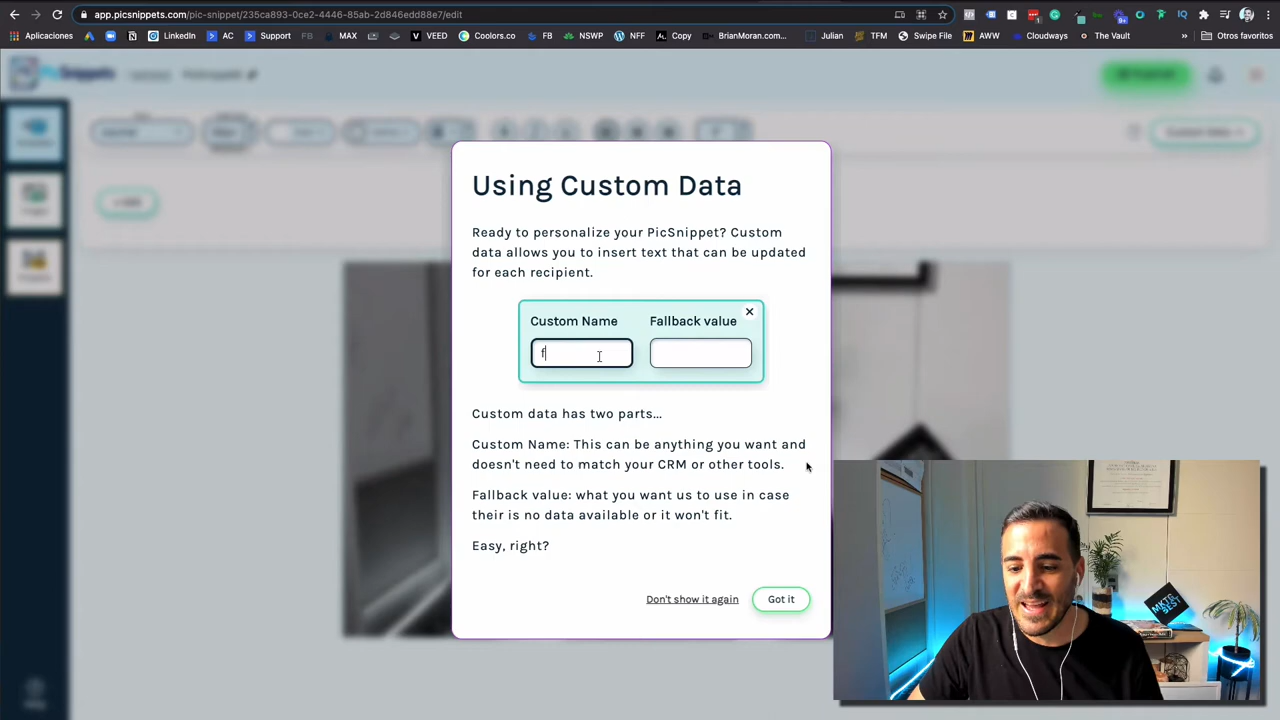 app.picsnippets.com/pic-snippet/235ca893-0ce2-4446-85ab-2d846edd88e7/edit
Aplicaciones
LinkedIn
AC
Support
FB
MAX
VEED
Coolors.co
FB
NSWP
NFF
Copy
BrianMoran.com...
Julian
TFM
Swipe File
AWW
Cloudways
The Vault
»
Otros favoritos
Using Custom Data
Ready to personalize your PicSnippet? Custom
data allows you to insert text that can be updated
for each recipient.
Custom Name
Fallback value
f
Custom data has two parts...
Custom Name: This can be anything you want and
doesn't need to match your CRM or other tools.
Fallback value: what you want us to use in case
their is no data available or it won't fit.
Easy, right?
Don't show it again
Got it
MKTG
BEST